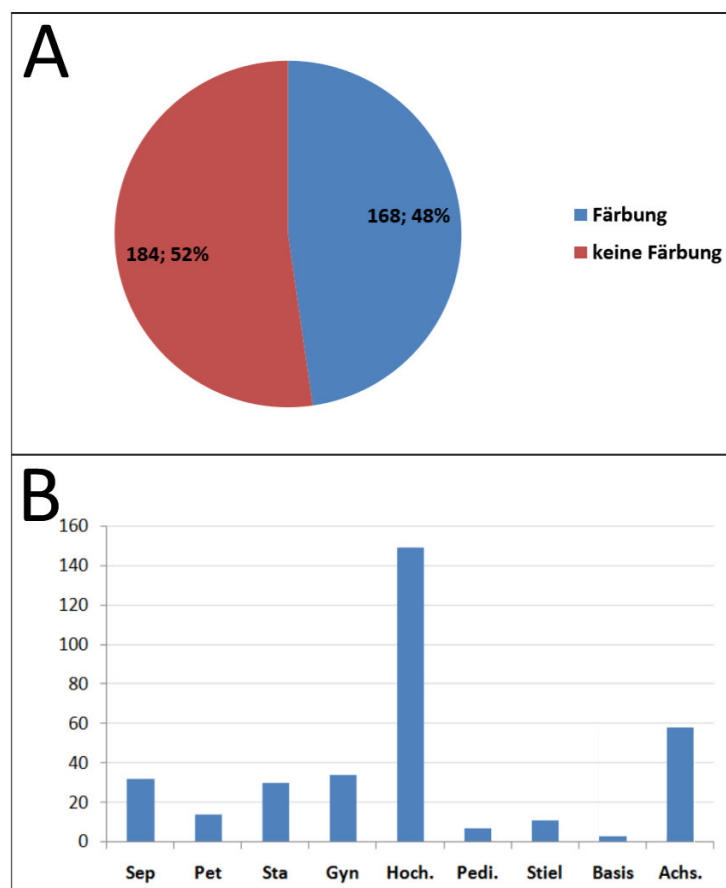 A
168; 48%
184; 52%
Färbung
keine Färbung
B
160
140
120
100
80
60
40
20
0
Sep Pet Sta Gyn Hoch. Pedi. Stiel Basis Achs.